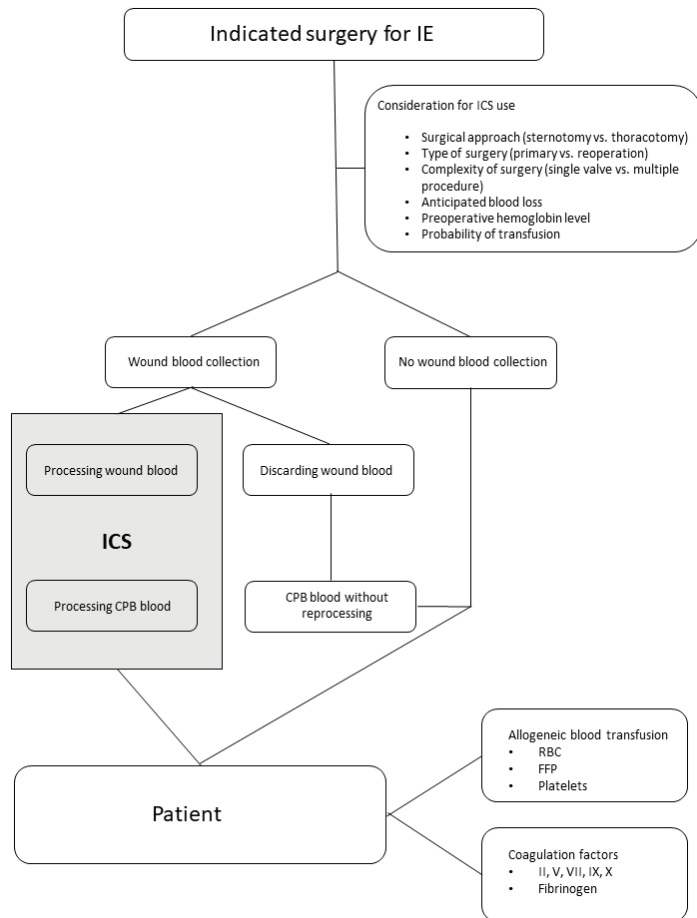 Indicated surgery for IE
Consideration for ICS use
• Surgical approach (sternotomy vs. thoracotomy)
• Type of surgery (primary vs. reoperation)
• Complexity of surgery (single valve vs. multiple
procedure)
• Anticipated blood loss
• Preoperative hemoglobin level
• Probability of transfusion
Wound blood collection
No wound blood collection
Processing wound blood
Discarding wound blood
ICS
Processing CPB blood
CPB blood without
reprocessing
Allogeneic blood transfusion
• RBC
• FFP
• Platelets
Patient
Coagulation factors
• II, V, VII, IX, X
• Fibrinogen